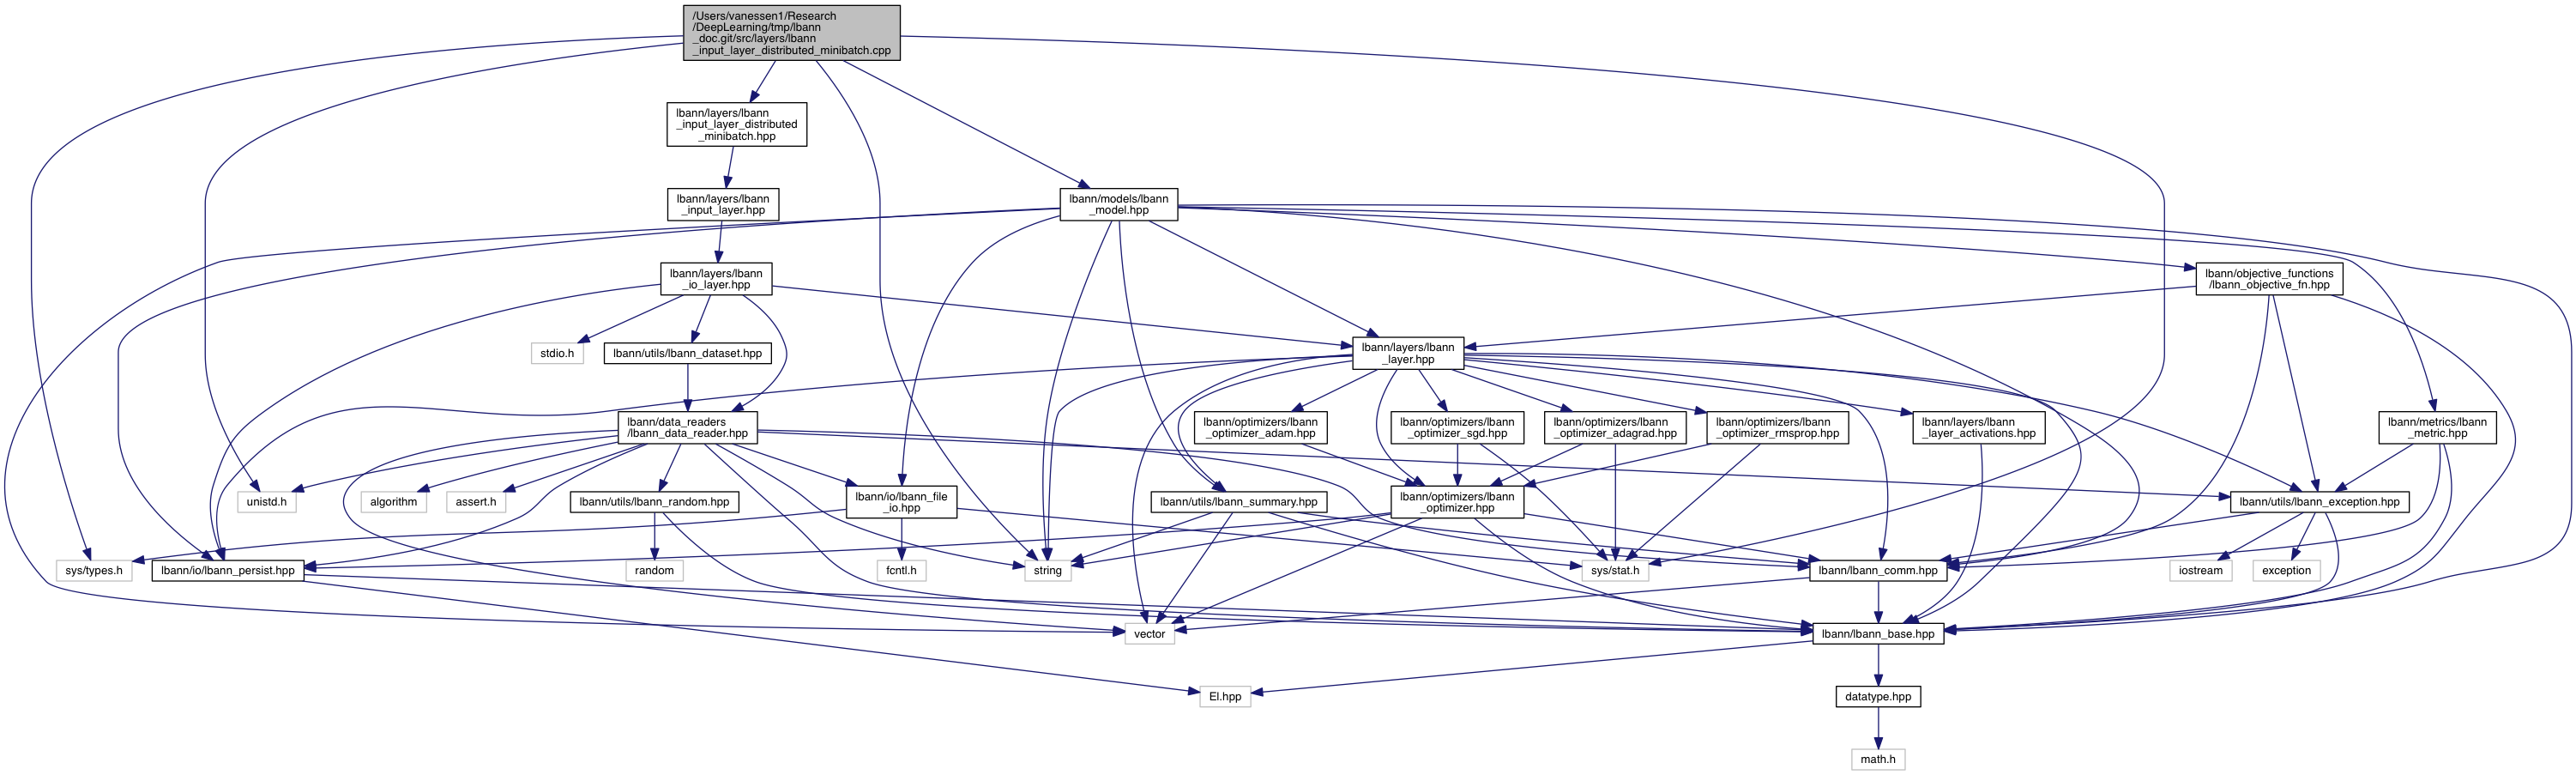 /Users/vanessen1/Research
/DeepLearning/tmp/lbann
_doc.git/src/layers/lbann
_input_layer_distributed_minibatch.cpp
lbann/layers/lbann
_input_layer_distributed
_minibatch.hpp
lbann/layers/lbann
_input_layer.hpp
lbann/models/lbann
_model.hpp
lbann/layers/lbann
_io_layer.hpp
lbann/objective_functions
/lbann_objective_fn.hpp
stdio.h
lbann/utils/lbann_dataset.hpp
lbann/layers/lbann
_layer.hpp
lbann/data_readers
/lbann_data_reader.hpp
lbann/optimizers/lbann
_optimizer_adam.hpp
lbann/optimizers/lbann
_optimizer_sgd.hpp
lbann/optimizers/lbann
_optimizer_adagrad.hpp
lbann/optimizers/lbann
_optimizer_rmsprop.hpp
lbann/layers/lbann
_layer_activations.hpp
lbann/metrics/lbann
_metric.hpp
unistd.h
algorithm
assert.h
lbann/utils/lbann_random.hpp
lbann/io/lbann_file
_io.hpp
lbann/utils/lbann_summary.hpp
lbann/optimizers/lbann
_optimizer.hpp
lbann/utils/lbann_exception.hpp
sys/types.h
lbann/io/lbann_persist.hpp
random
fcntl.h
string
sys/stat.h
lbann/lbann_comm.hpp
iostream
exception
vector
lbann/lbann_base.hpp
El.hpp
datatype.hpp
math.h